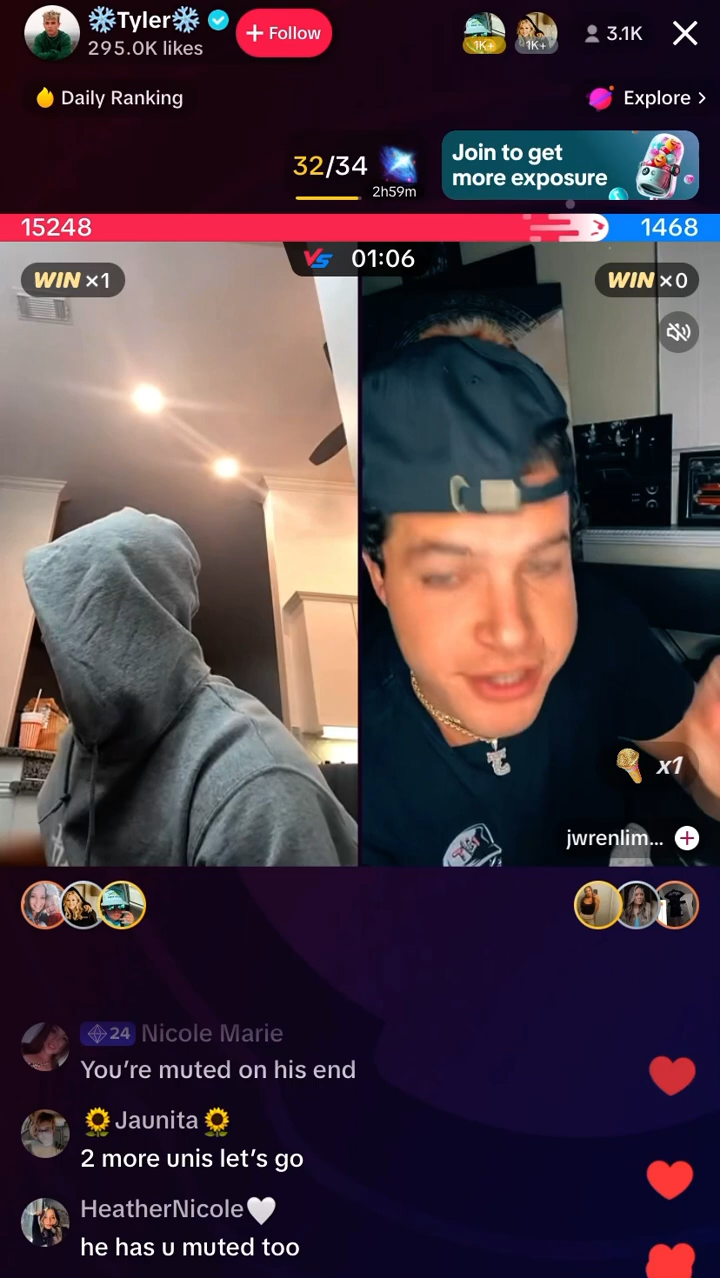 ❄️Tyler❄️
295.0K likes
+ Follow
1K+
1K+
3.1K
Daily Ranking
Explore >
32/34
2h59m
Join to get
more exposure
15248
1468
VS 01:06
WIN ×1
WIN ×0
x1
jwrenlim...
24 Nicole Marie
You're muted on his end
🌻Jaunita🌻
2 more unis let's go
HeatherNicole🤍
he has u muted too